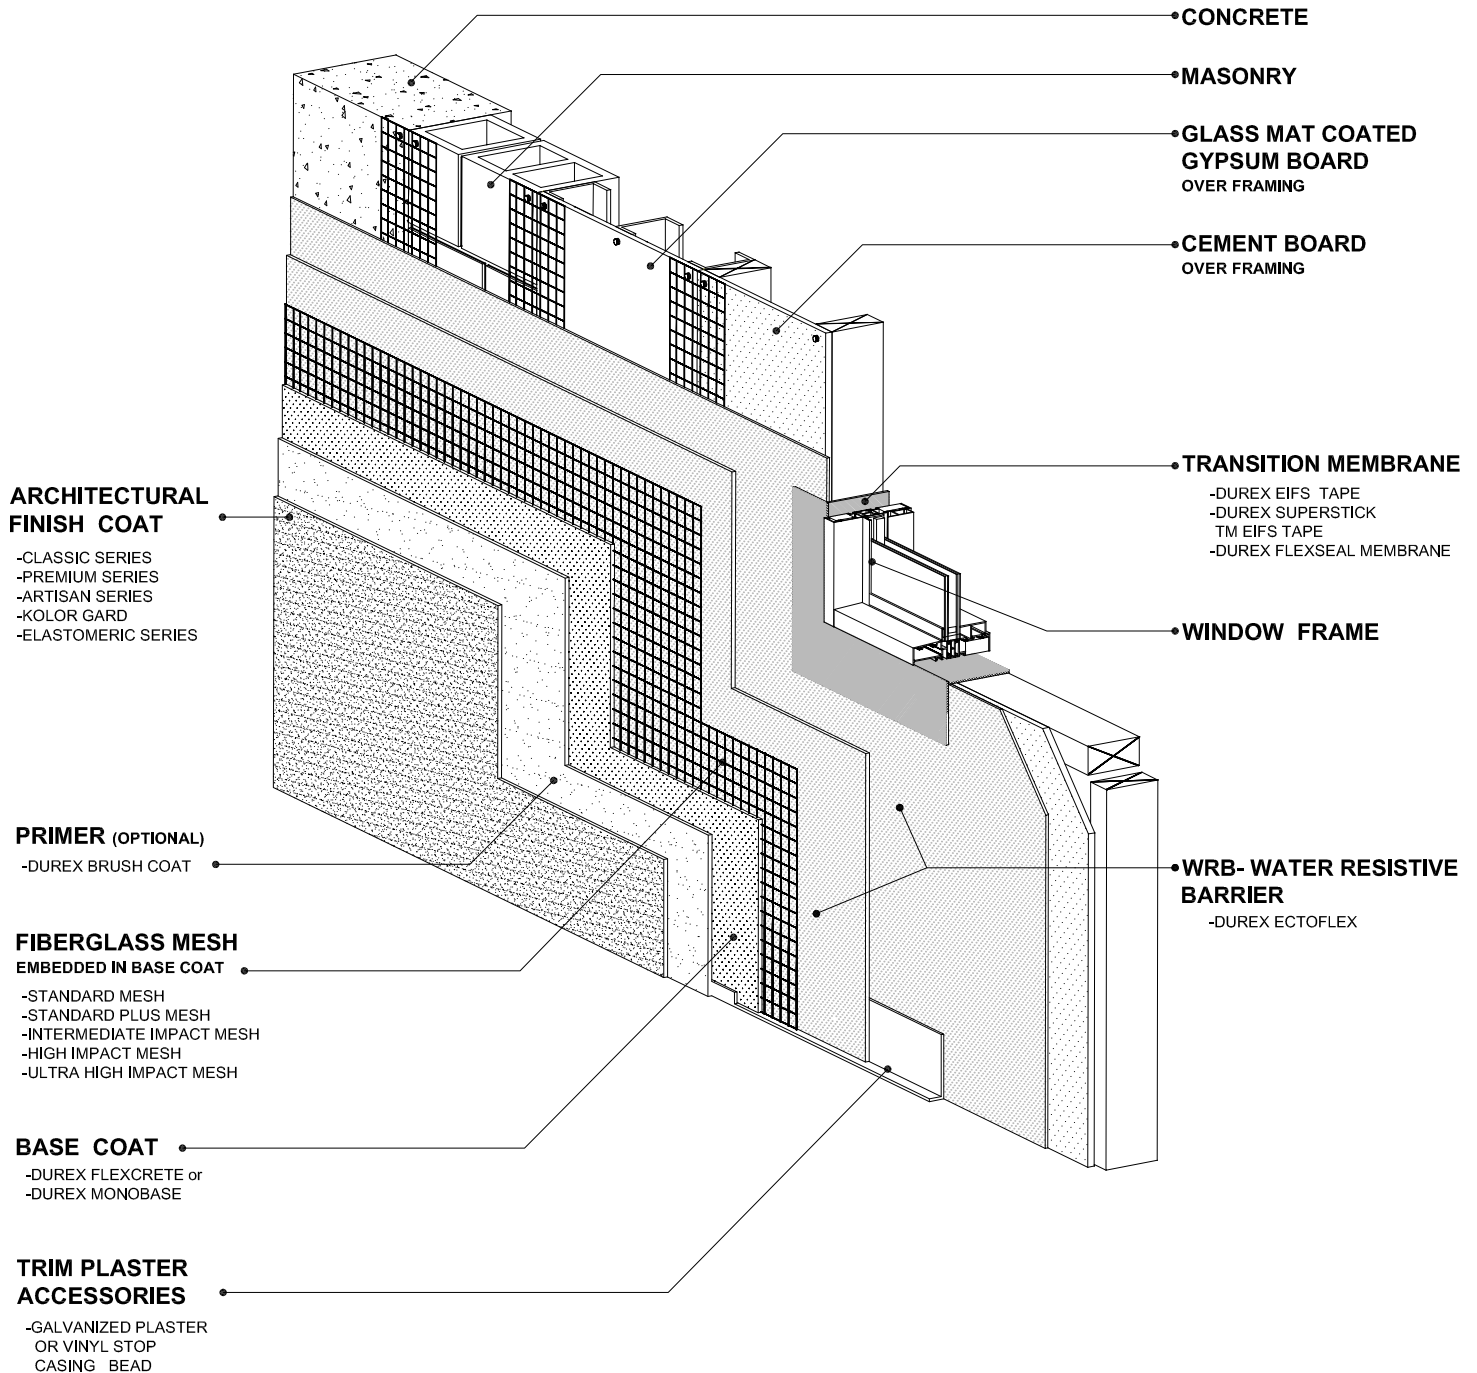 CONCRETE
MASONRY
GLASS MAT COATED
GYPSUM BOARD
OVER FRAMING
CEMENT BOARD
OVER FRAMING
TRANSITION MEMBRANE
-DUREX EIFS TAPE
-DUREX SUPERSTICK
TM EIFS TAPE
-DUREX FLEXSEAL MEMBRANE
WINDOW FRAME
WRB- WATER RESISTIVE
BARRIER
-DUREX ECTOFLEX
ARCHITECTURAL
FINISH COAT
-CLASSIC SERIES
-PREMIUM SERIES
-ARTISAN SERIES
-KOLOR GARD
-ELASTOMERIC SERIES
PRIMER (OPTIONAL)
-DUREX BRUSH COAT
FIBERGLASS MESH
EMBEDDED IN BASE COAT
-STANDARD MESH
-STANDARD PLUS MESH
-INTERMEDIATE IMPACT MESH
-HIGH IMPACT MESH
-ULTRA HIGH IMPACT MESH
BASE COAT
-DUREX FLEXCRETE or
-DUREX MONOBASE
TRIM PLASTER
ACCESSORIES
-GALVANIZED PLASTER
OR VINYL STOP
CASING BEAD